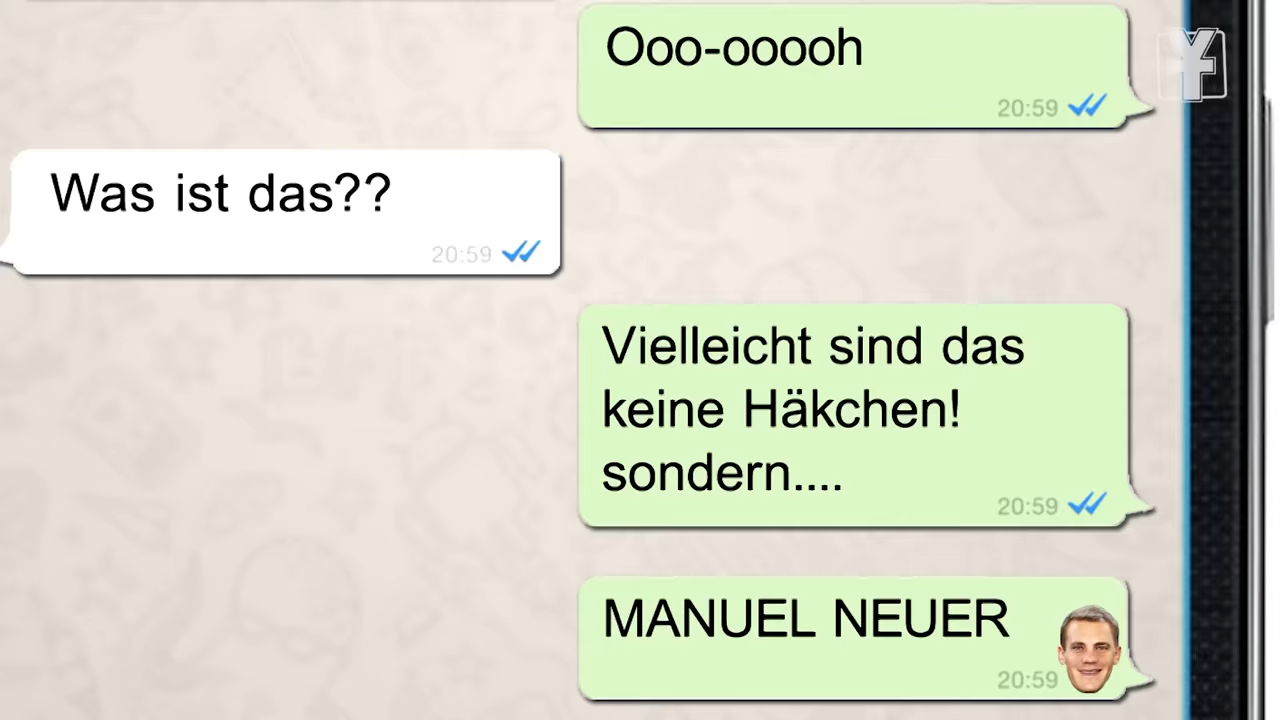 Ooo-ooooh
20:59
Was ist das??
20:59
Vielleicht sind das
keine Häkchen!
sondern....
20:59
MANUEL NEUER
20:59